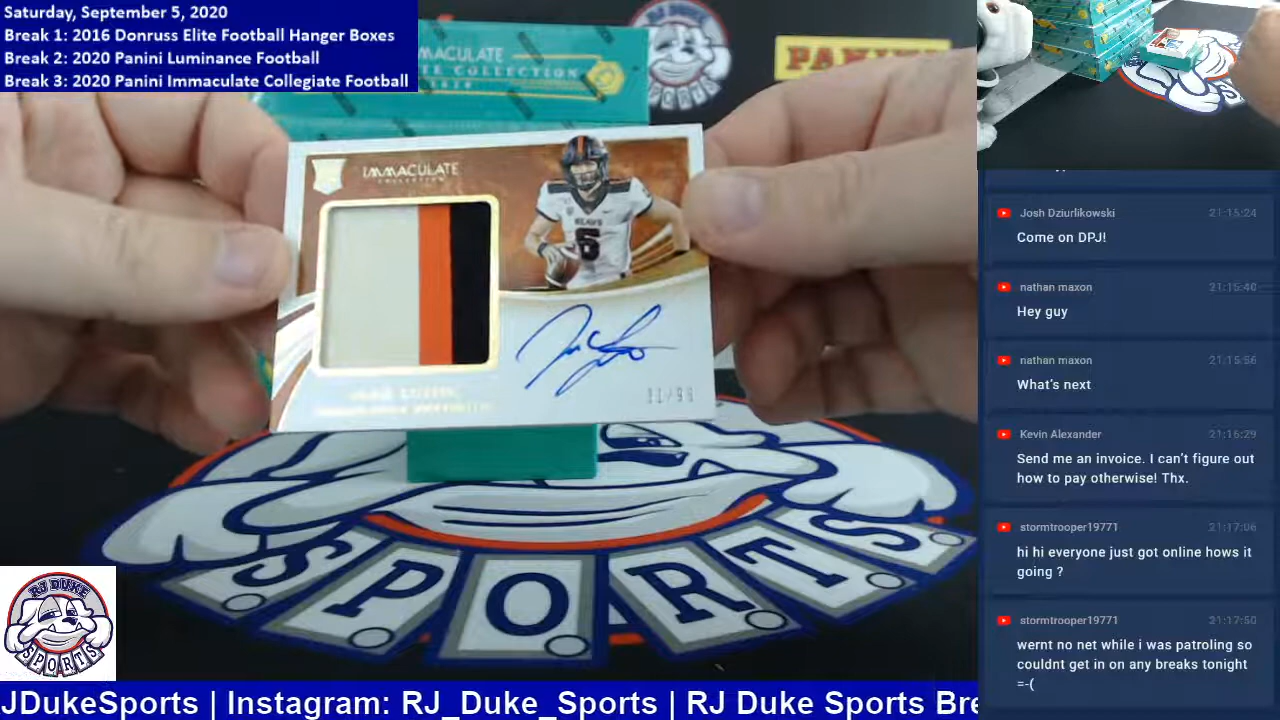 Saturday, September 5, 2020
Break 1: 2016 Donruss Elite Football Hanger Boxes
Break 2: 2020 Panini Luminance Football
Break 3: 2020 Panini Immaculate Collegiate Football
IMMACULATE
COLLECTION
RJ DUKE
SPORTS
PANINI
IMMACULATE
COLLECTION
BEAVS
6
SPORTS
RJ DUKE
SPORTS
Josh Dziurlikowski 21:15:24
Come on DPJ!
nathan maxon 21:15:40
Hey guy
nathan maxon 21:15:56
What's next
Kevin Alexander 21:16:29
Send me an invoice. I can't figure out
how to pay otherwise! Thx.
stormtrooper19771 21:17:06
hi hi everyone just got online hows it
going ?
stormtrooper19771 21:17:50
wernt no net while i was patroling so
couldnt get in on any breaks tonight
=-(
JDukeSports | Instagram: RJ_Duke_Sports | RJ Duke Sports Bre